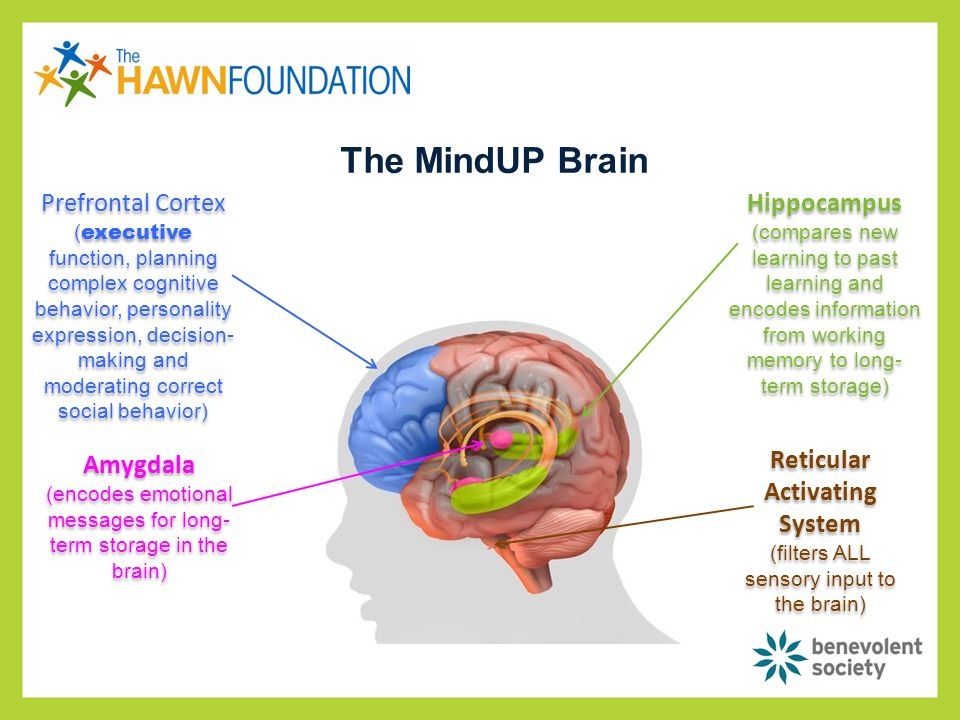 The
HAWNFOUNDATION
The MindUP Brain
Prefrontal Cortex
(executive
function, planning
complex cognitive
behavior, personality
expression, decision-
making and
moderating correct
social behavior)
Amygdala
(encodes emotional
messages for long-
term storage in the
brain)
Hippocampus
(compares new
learning to past
learning and
encodes information
from working
memory to long-
term storage)
Reticular
Activating
System
(filters ALL
sensory input to
the brain)
benevolent
society